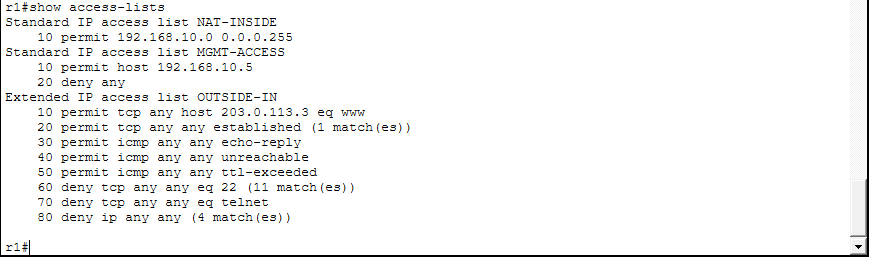 r1#show access-lists
Standard IP access list NAT-INSIDE
    10 permit 192.168.10.0 0.0.0.255
Standard IP access list MGMT-ACCESS
    10 permit host 192.168.10.5
    20 deny any
Extended IP access list OUTSIDE-IN
    10 permit tcp any host 203.0.113.3 eq www
    20 permit tcp any any established (1 match(es))
    30 permit icmp any any echo-reply
    40 permit icmp any any unreachable
    50 permit icmp any any ttl-exceeded
    60 deny tcp any any eq 22 (11 match(es))
    70 deny tcp any any eq telnet
    80 deny ip any any (4 match(es))
r1#